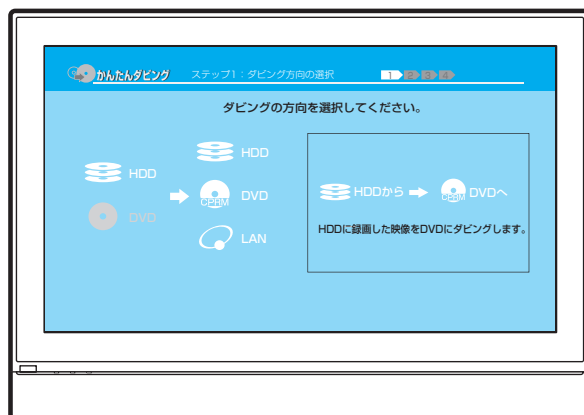 かんたんダビング ステップ1:ダビング方向の選択 1 2 3 4
ダビングの方向を選択してください。
HDD
DVD
HDD
DVD
CPRM
LAN
HDDから DVDへ
CPRM
HDDに録画した映像をDVDにダビングします。